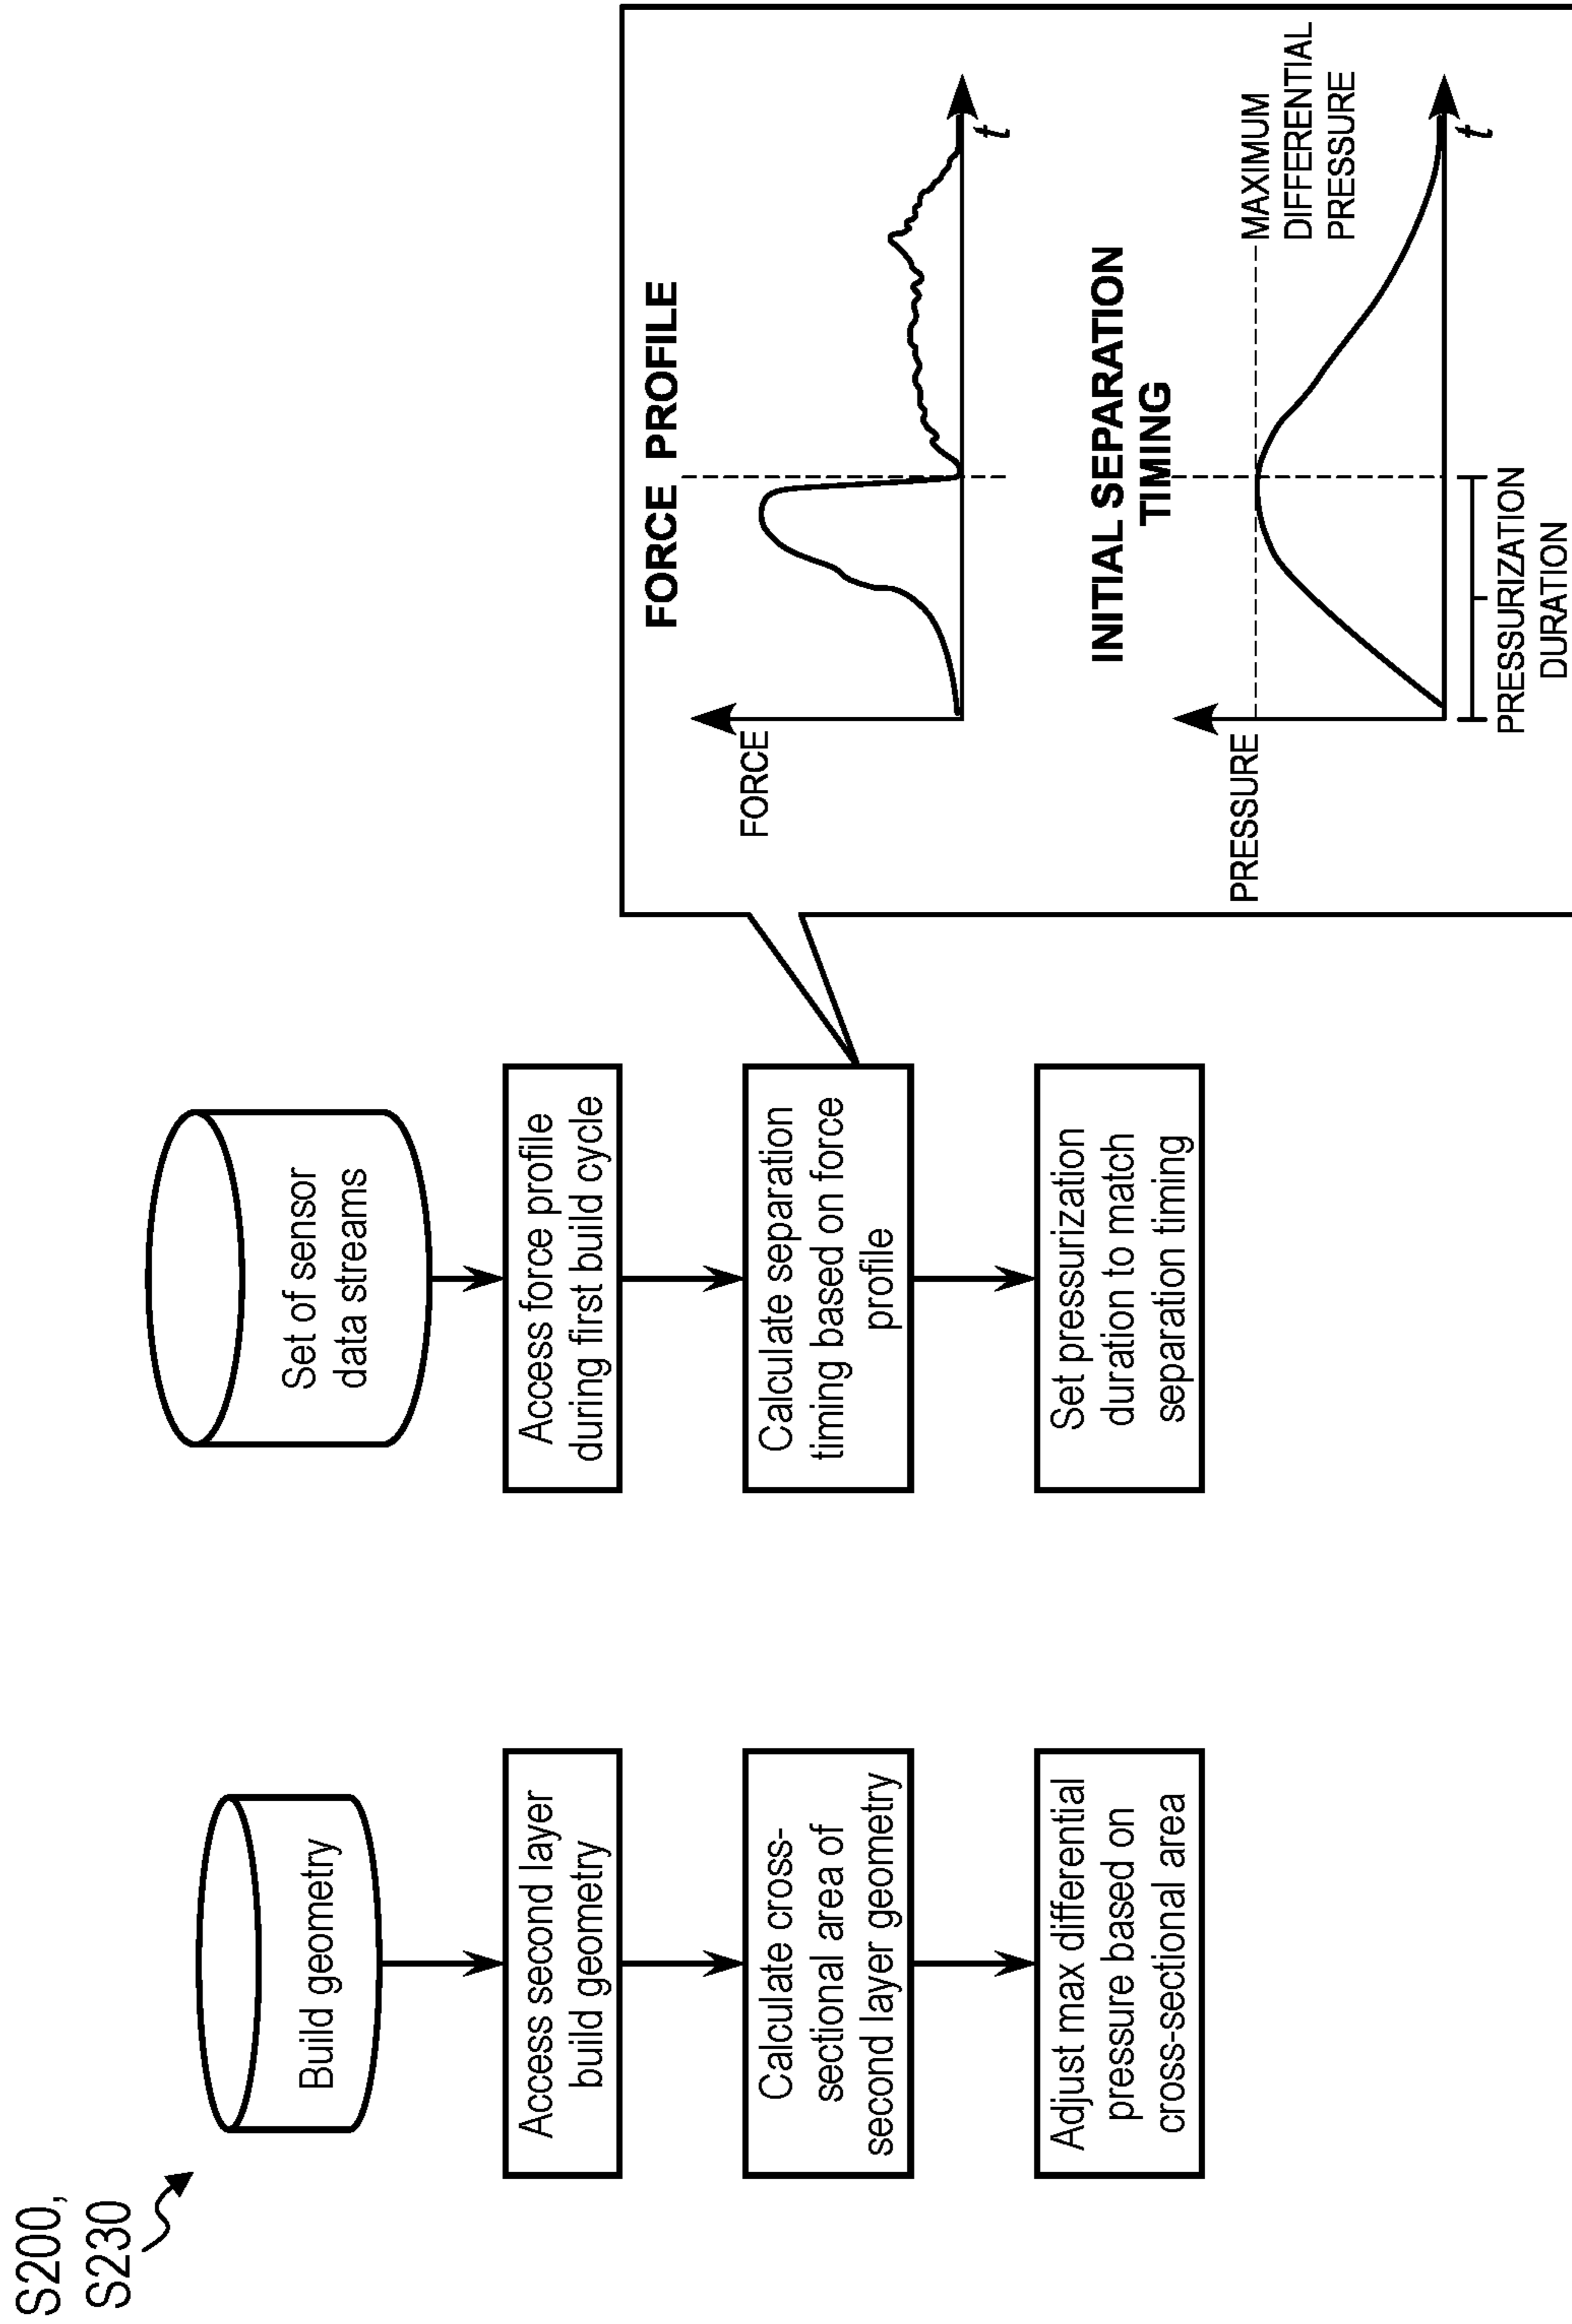 S200,
S230
Build geometry
Access second layer
build geometry
Calculate cross-
sectional area of
second layer geometry
Adjust max differential
pressure based on
cross-sectional area
Set of sensor
data streams
Access force profile
during first build cycle
Calculate separation
timing based on force
profile
Set pressurization
duration to match
separation timing
FORCE PROFILE
FORCE
t
INITIAL SEPARATION
TIMING
PRESSURE
MAXIMUM
DIFFERENTIAL
PRESSURE
t
PRESSURIZATION
DURATION